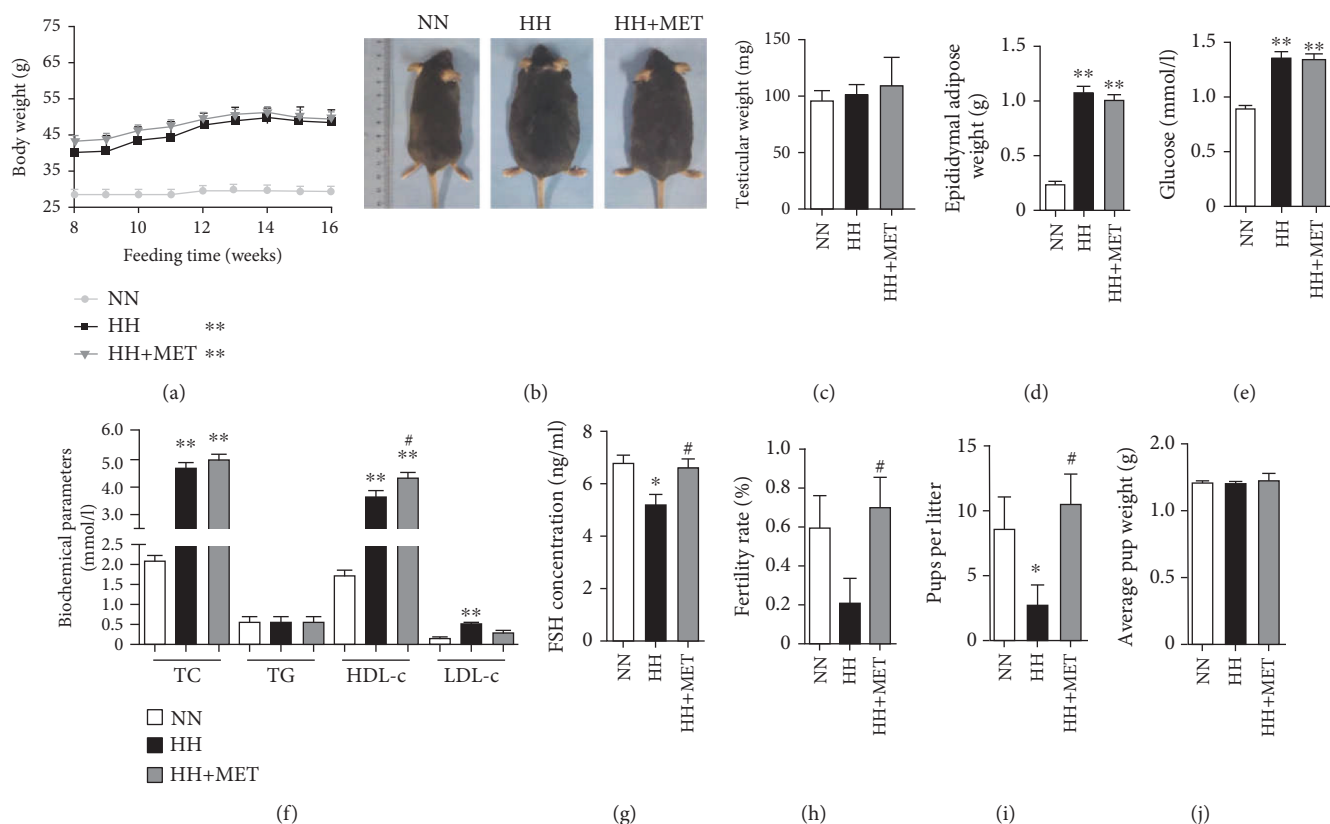 Body weight (g)
75
65
55
45
35
25
8
10
12
14
16
Feeding time (weeks)
NN
HH **
HH+MET **
(a)
NN
HH
HH+MET
(b)
Testicular weight (mg)
200
150
100
50
0
NN
HH
HH+MET
(c)
Epididymal adipose
weight (g)
1.5
1.0
0.5
0.0
**
**
NN
HH
HH+MET
(d)
Glucose (mmol/l)
1.5
1.0
0.5
0.0
**
**
NN
HH
HH+MET
(e)
Biochemical parameters
(mmol/l)
6.0
5.0
4.0
3.0
2.5
2.0
1.5
1.0
0.5
0.0
**
**
**
#
**
**
TC
TG
HDL-c
LDL-c
NN
HH
HH+MET
(f)
FSH concentration (ng/ml)
8
6
4
2
0
*
#
NN
HH
HH+MET
(g)
Fertility rate (%)
1.0
0.8
0.6
0.4
0.2
0.0
#
NN
HH
HH+MET
(h)
Pups per litter
15
10
5
0
*
#
NN
HH
HH+MET
(i)
Average pup weight (g)
2.0
1.0
0.5
0.0
NN
HH
HH+MET
(j)